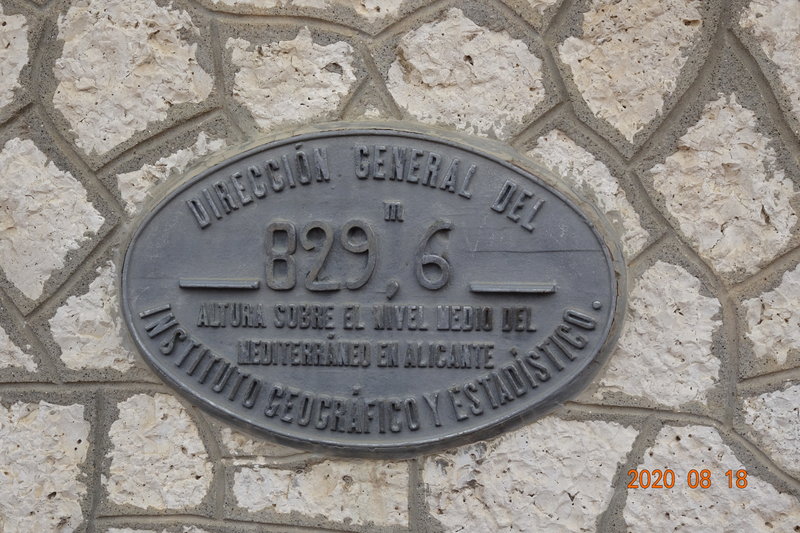 DIRECCIÓN GENERAL DEL
829,m6
ALTURA SOBRE EL NIVEL MEDIO DEL
MEDITERRÁNEO EN ALICANTE
INSTITUTO GEOGRÁFICO Y ESTADÍSTICO.
2020 08 18